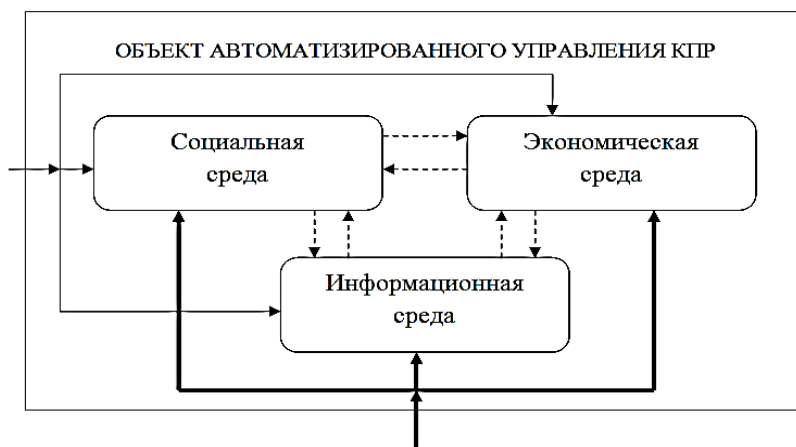 ОБЪЕКТ АВТОМАТИЗИРОВАННОГО УПРАВЛЕНИЯ КПР
Социальная
среда
Экономическая
среда
Информационная
среда